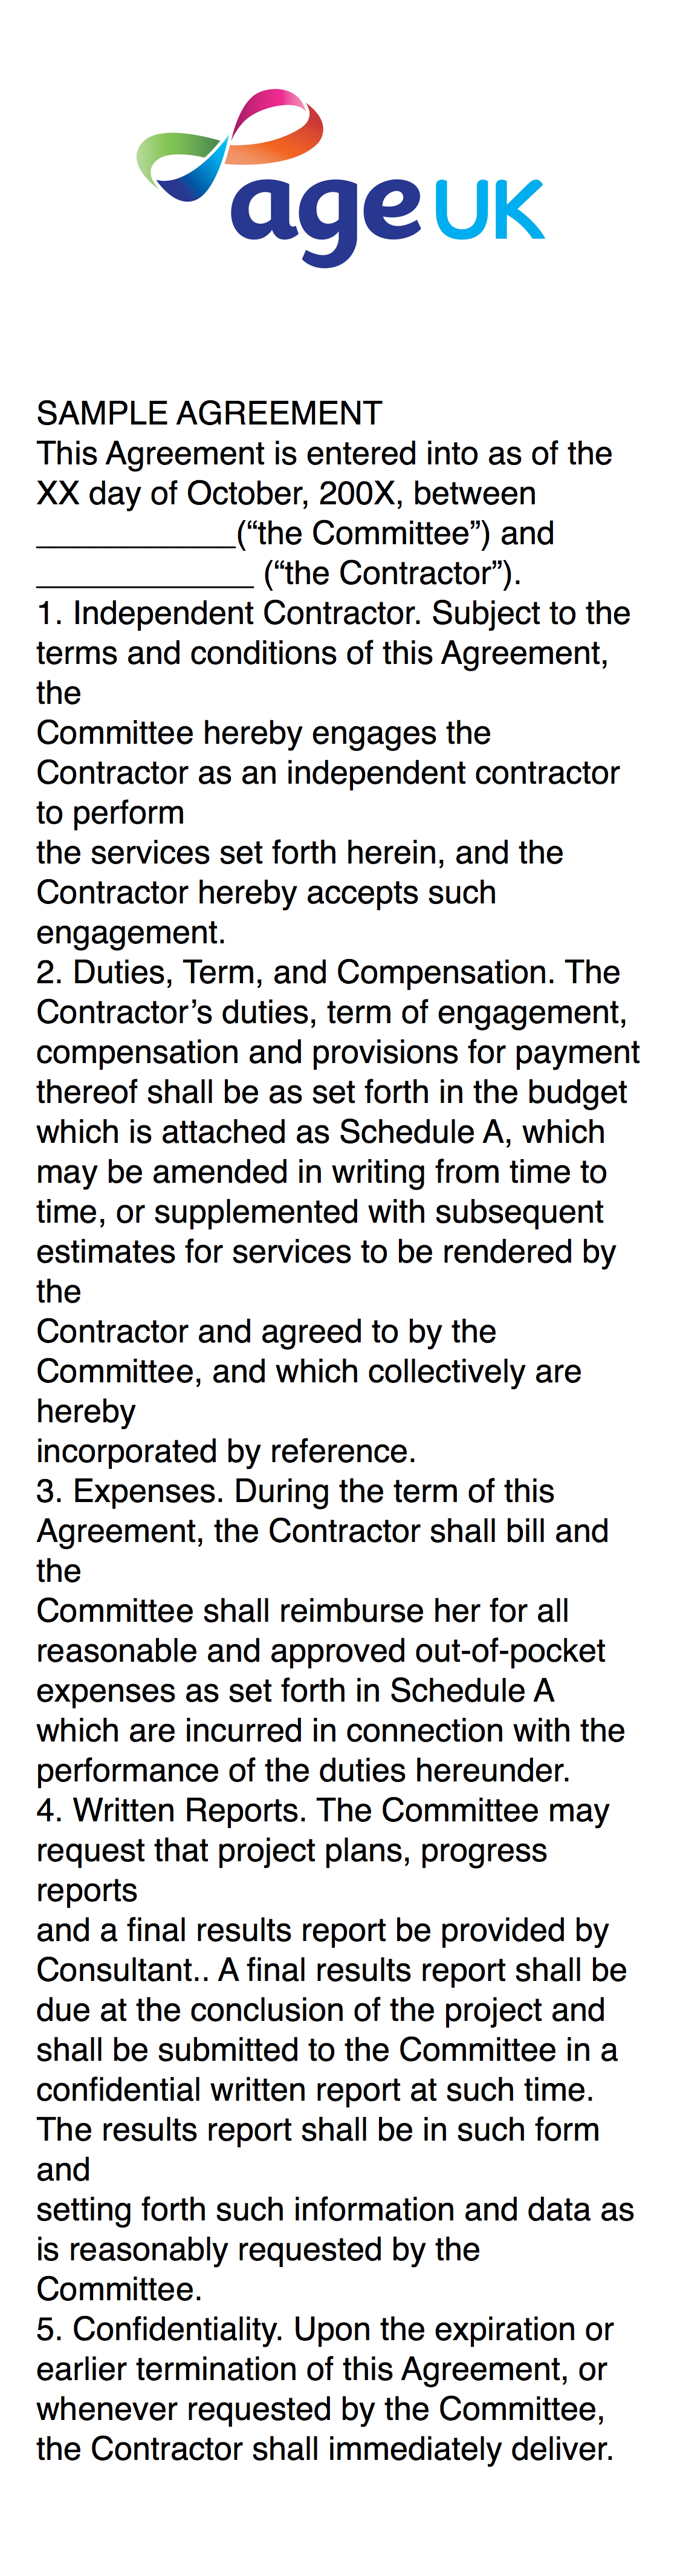 age UK
SAMPLE AGREEMENT
This Agreement is entered into as of the
XX day of October, 200X, between
____________(“the Committee”) and
_____________ (“the Contractor”).
1. Independent Contractor. Subject to the
terms and conditions of this Agreement,
the
Committee hereby engages the
Contractor as an independent contractor
to perform
the services set forth herein, and the
Contractor hereby accepts such
engagement.
2. Duties, Term, and Compensation. The
Contractor’s duties, term of engagement,
compensation and provisions for payment
thereof shall be as set forth in the budget
which is attached as Schedule A, which
may be amended in writing from time to
time, or supplemented with subsequent
estimates for services to be rendered by
the
Contractor and agreed to by the
Committee, and which collectively are
hereby
incorporated by reference.
3. Expenses. During the term of this
Agreement, the Contractor shall bill and
the
Committee shall reimburse her for all
reasonable and approved out-of-pocket
expenses as set forth in Schedule A
which are incurred in connection with the
performance of the duties hereunder.
4. Written Reports. The Committee may
request that project plans, progress
reports
and a final results report be provided by
Consultant.. A final results report shall be
due at the conclusion of the project and
shall be submitted to the Committee in a
confidential written report at such time.
The results report shall be in such form
and
setting forth such information and data as
is reasonably requested by the
Committee.
5. Confidentiality. Upon the expiration or
earlier termination of this Agreement, or
whenever requested by the Committee,
the Contractor shall immediately deliver.